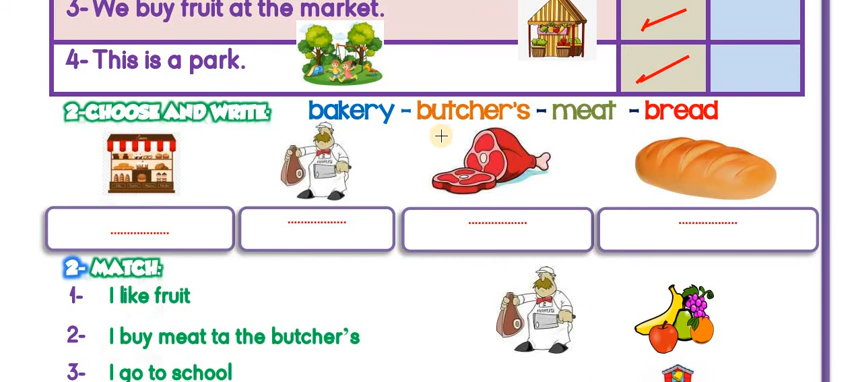 3- We buy fruit at the market.
4- This is a park.
2-CHOOSE AND WRITE: bakery - butcher's - meat - bread
.................. .................. .................. ..................
2- MATCH:
1- I like fruit
2- I buy meat ta the butcher's
3- I go to school